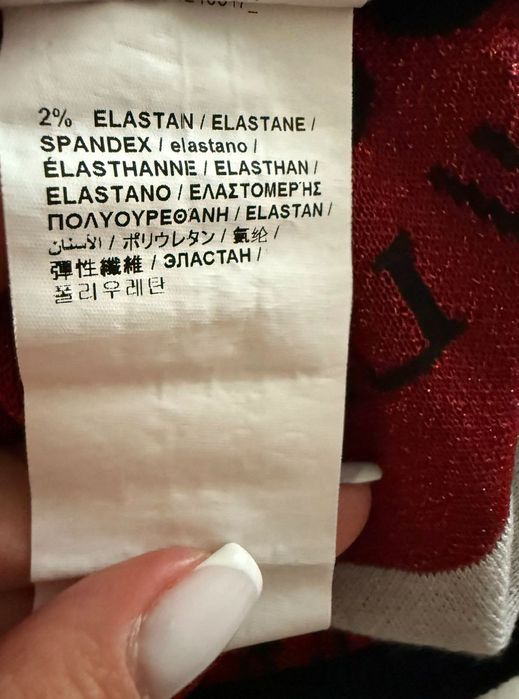 2% ELASTAN / ELASTANE /
SPANDEX / elastano /
ÉLASTHANNE / ELASTHAN /
ELASTANO / ΕΛΑΣΤΟΜΕΡΉΣ
ΠΟΛΥΟΥΡΕΘΑΝΗ / ELASTAN /
الأستان / ポリウレタン / 氨纶 /
彈性纖維 / ЭЛАСТАН /
폴리우레탄